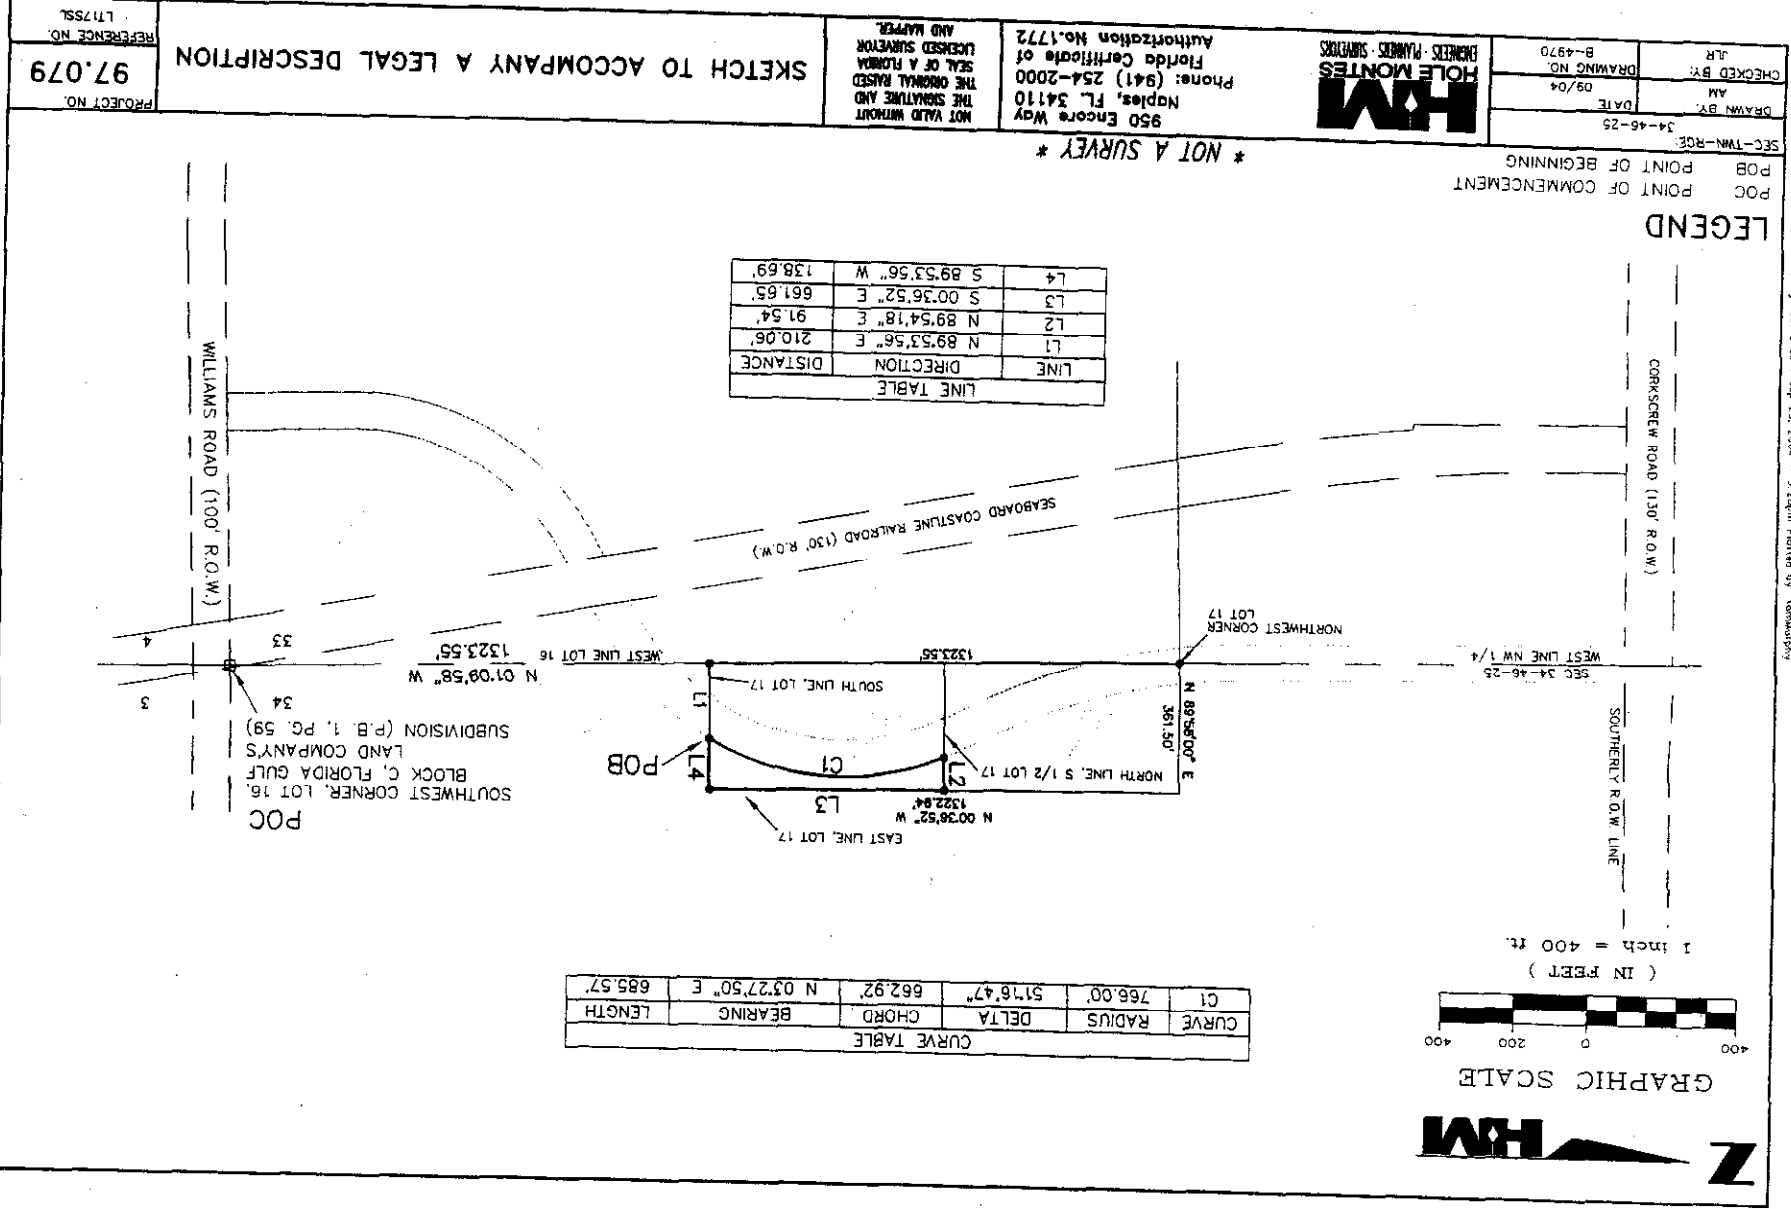 GRAPHIC SCALE
400 0 200 400
( IN FEET )
1 inch = 400 ft.
Z
HM
CURVE TABLE
CURVE RADIUS DELTA CHORD BEARING LENGTH
C1 766.00' 51°16'47" 662.92' N 03°27'50" E 685.57'
POC
SOUTHWEST CORNER, LOT 16,
BLOCK C, FLORIDA GULF
LAND COMPANY'S
SUBDIVISION (P.B. 1, PG. 59)
EAST LINE, LOT 17
N 00°36'52" W
1322.94'
L3
L4
POB
C1
L2
NORTH LINE, S 1/2 LOT 17
L1
SOUTH LINE, LOT 17
N 89°58'00" E
361.50'
SOUTHERLY R.O.W. LINE
34
3
33
4
N 01°09'58" W
1323.55'
WEST LINE LOT 16
1323.55'
SEC 34-46-25
WEST LINE NW 1/4
NORTHWEST CORNER
LOT 17
SEABOARD COASTLINE RAILROAD (130' R.O.W.)
WILLIAMS ROAD (100' R.O.W.)
CORKSCREW ROAD (130' R.O.W.)
LINE TABLE
LINE DIRECTION DISTANCE
L1 N 89°53'56" E 210.06'
L2 N 89°54'18" E 91.54'
L3 S 00°36'52" E 661.65'
L4 S 89°53'56" W 138.69'
LEGEND
POC POINT OF COMMENCEMENT
POB POINT OF BEGINNING
* NOT A SURVEY *
SEC-TWN-RGE:
34-46-25
DRAWN BY:
AM
DATE
09/04
CHECKED BY:
JLR
DRAWING NO.
B-4970
HM
HOLE MONTES
ENGINEERS · PLANNERS · SURVEYORS
950 Encore Way
Naples, FL. 34110
Phone: (941) 254-2000
Florida Certificate of
Authorization No.1772
NOT VALID WITHOUT
THE SIGNATURE AND
THE ORIGINAL RAISED
SEAL OF A FLORIDA
LICENSED SURVEYOR
AND MAPPER.
SKETCH TO ACCOMPANY A LEGAL DESCRIPTION
PROJECT NO.
97.079
REFERENCE NO.
LT17SSL